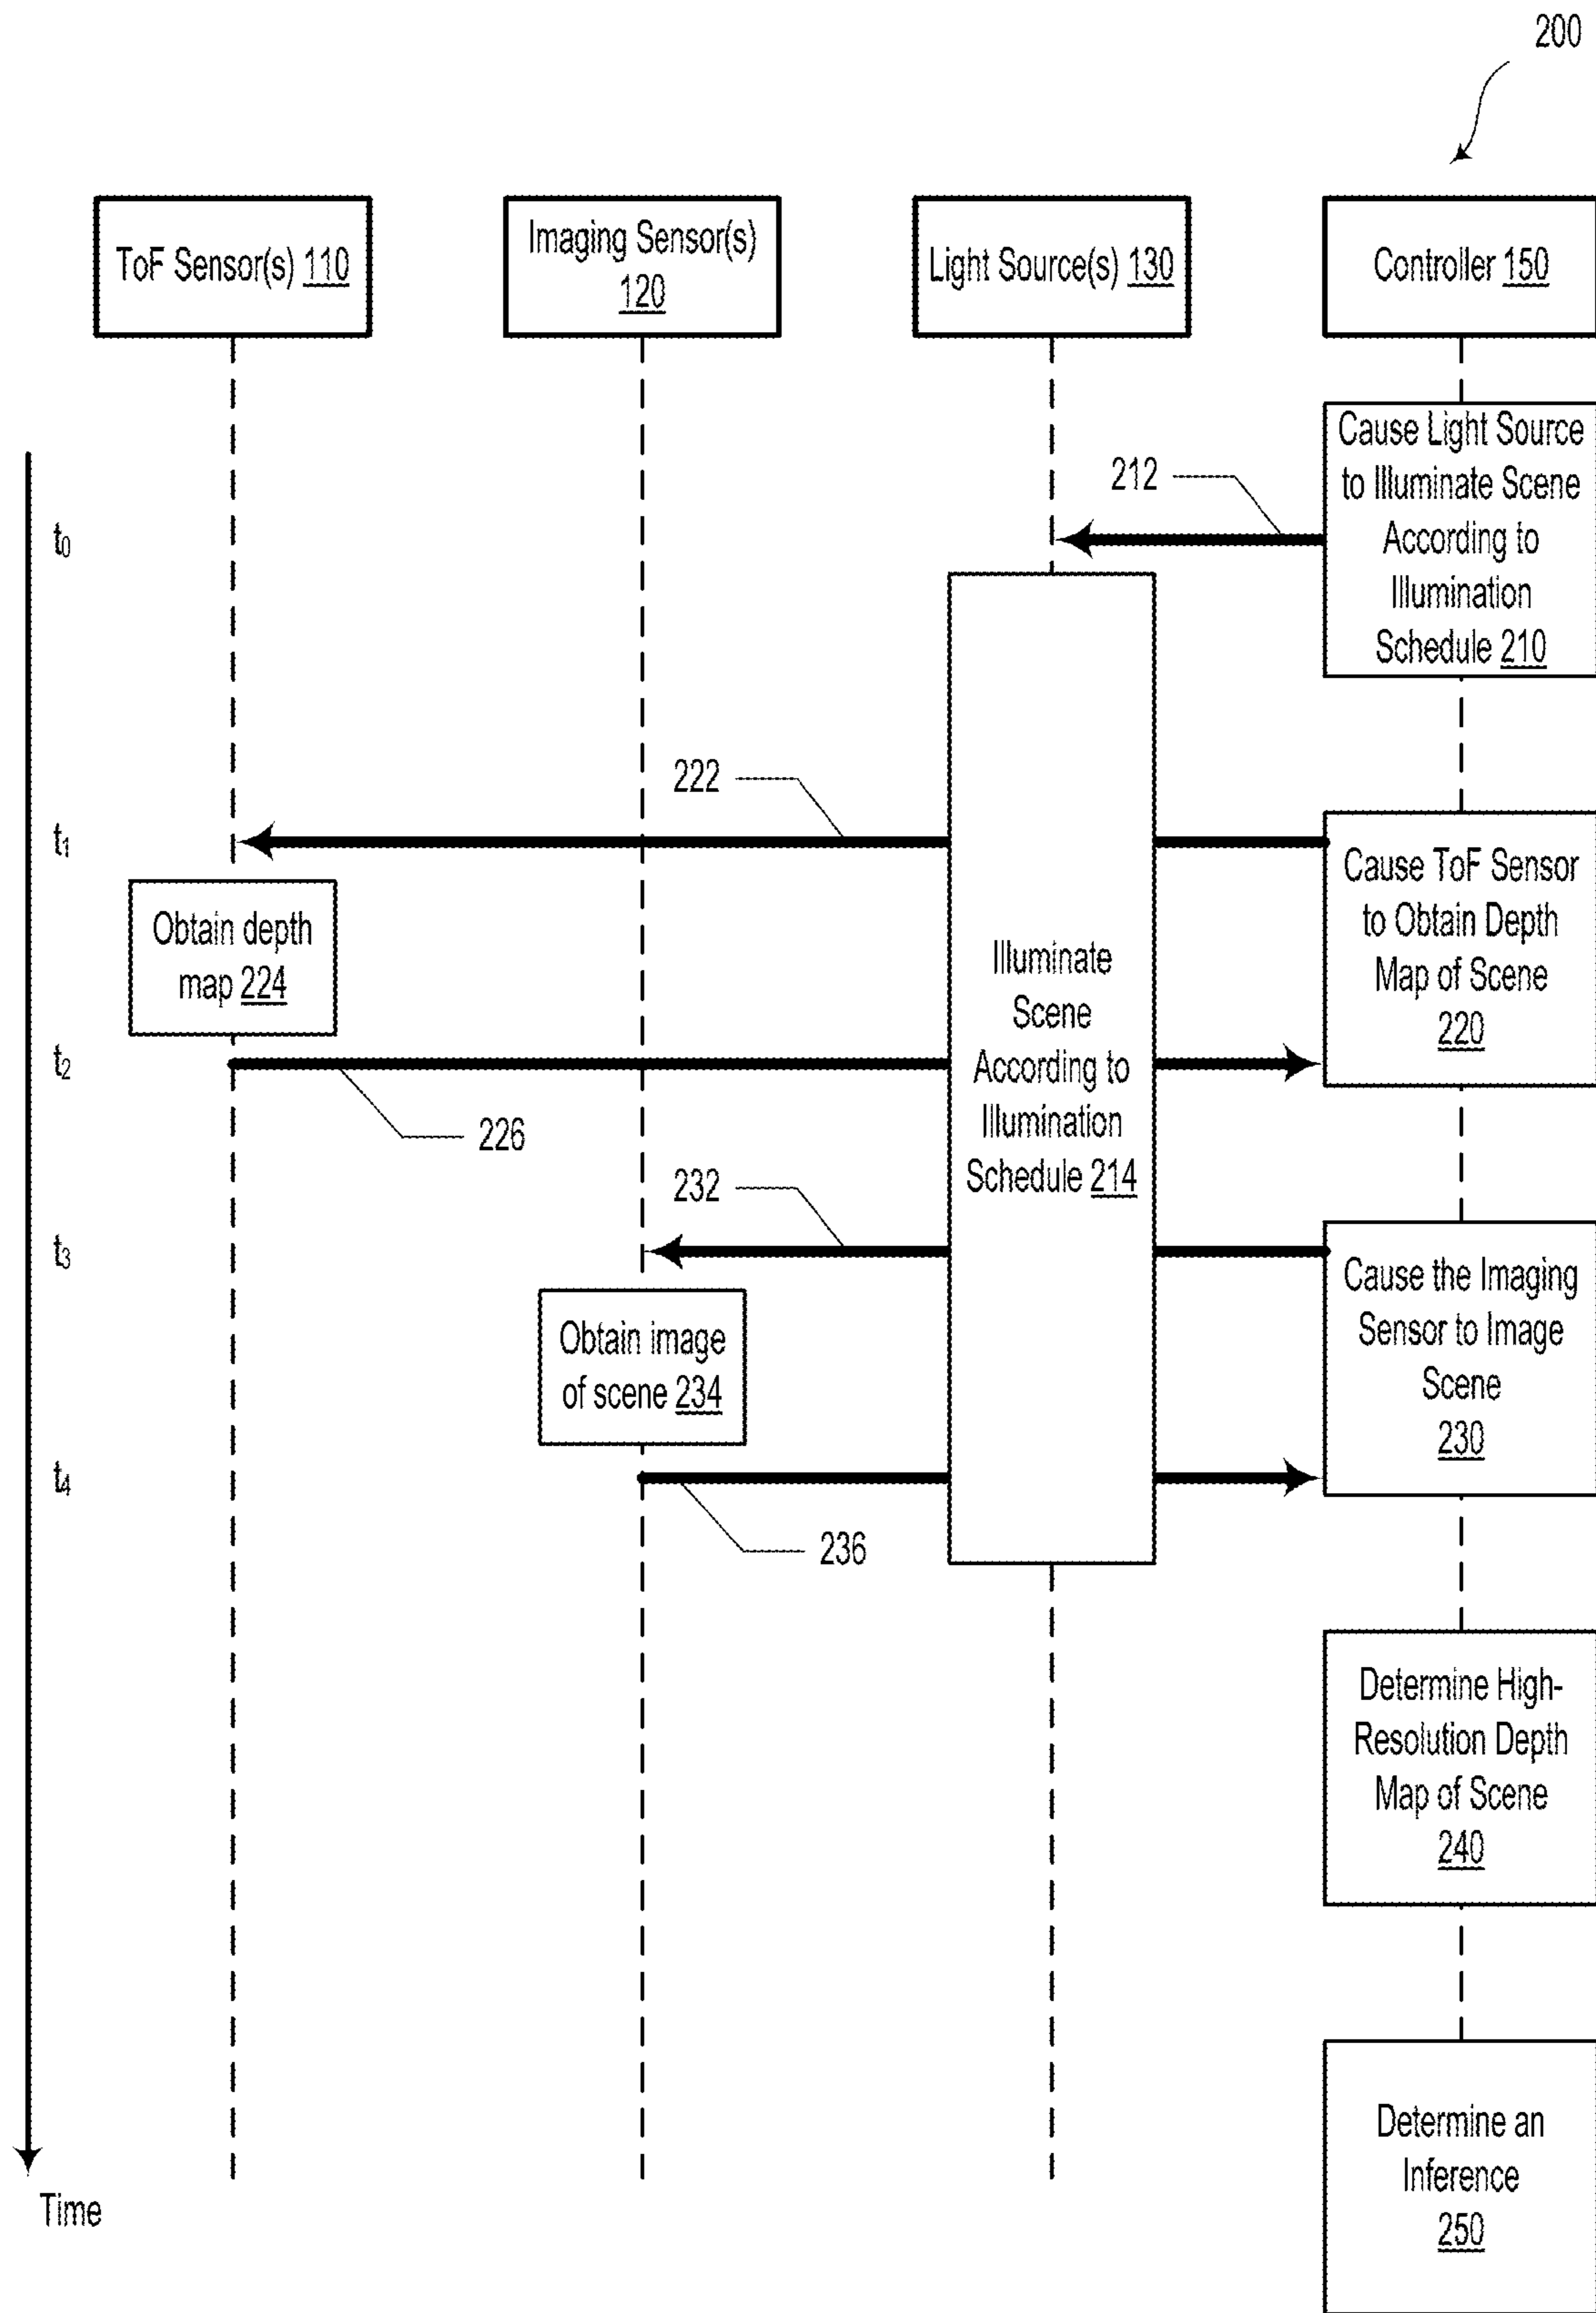 200
ToF Sensor(s) 110
Imaging Sensor(s)
120
Light Source(s) 130
Controller 150
Cause Light Source
to Illuminate Scene
According to
Illumination
Schedule 210
212
t0
222
t1
Cause ToF Sensor
to Obtain Depth
Map of Scene
220
Obtain depth
map 224
Illuminate
Scene
According to
Illumination
Schedule 214
t2
226
232
t3
Cause the Imaging
Sensor to Image
Scene
230
Obtain image
of scene 234
t4
236
Determine High-
Resolution Depth
Map of Scene
240
Determine an
Inference
250
Time